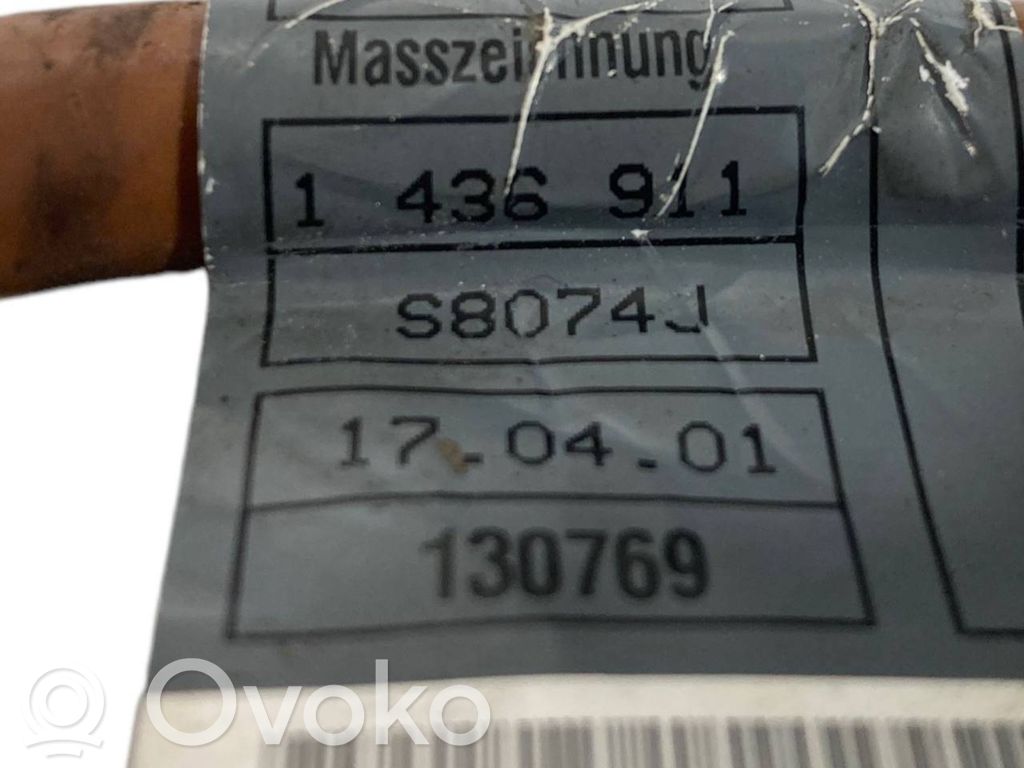 Masszeichnung
1 436 911
S8074J
17.04.01
130769
Ovoko